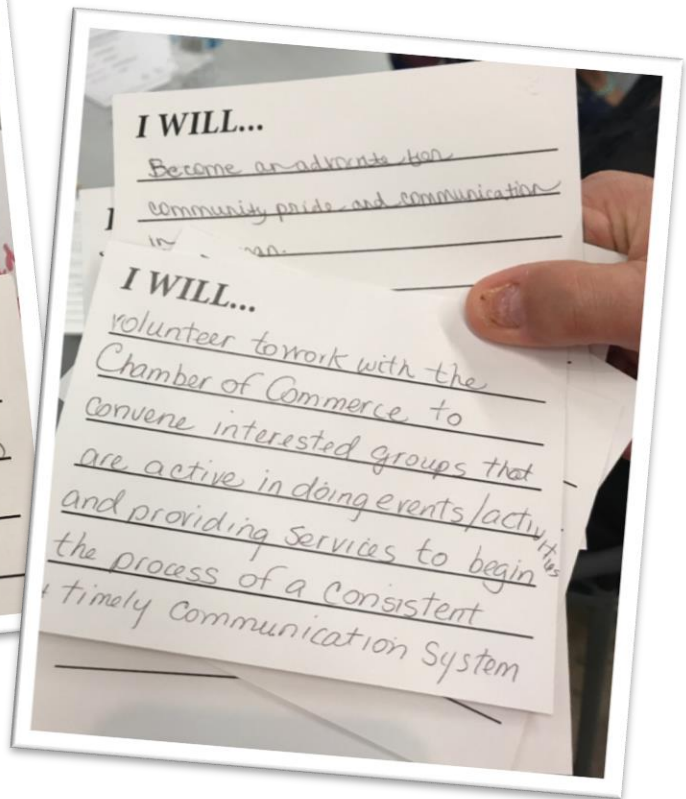 I WILL...
Become an advocate for
community pride and communication
in
I WILL...
volunteer to work with the
Chamber of Commerce to
convene interested groups that
are active in doing events/activities
and providing services to begin
the process of a consistent
+ timely communication System